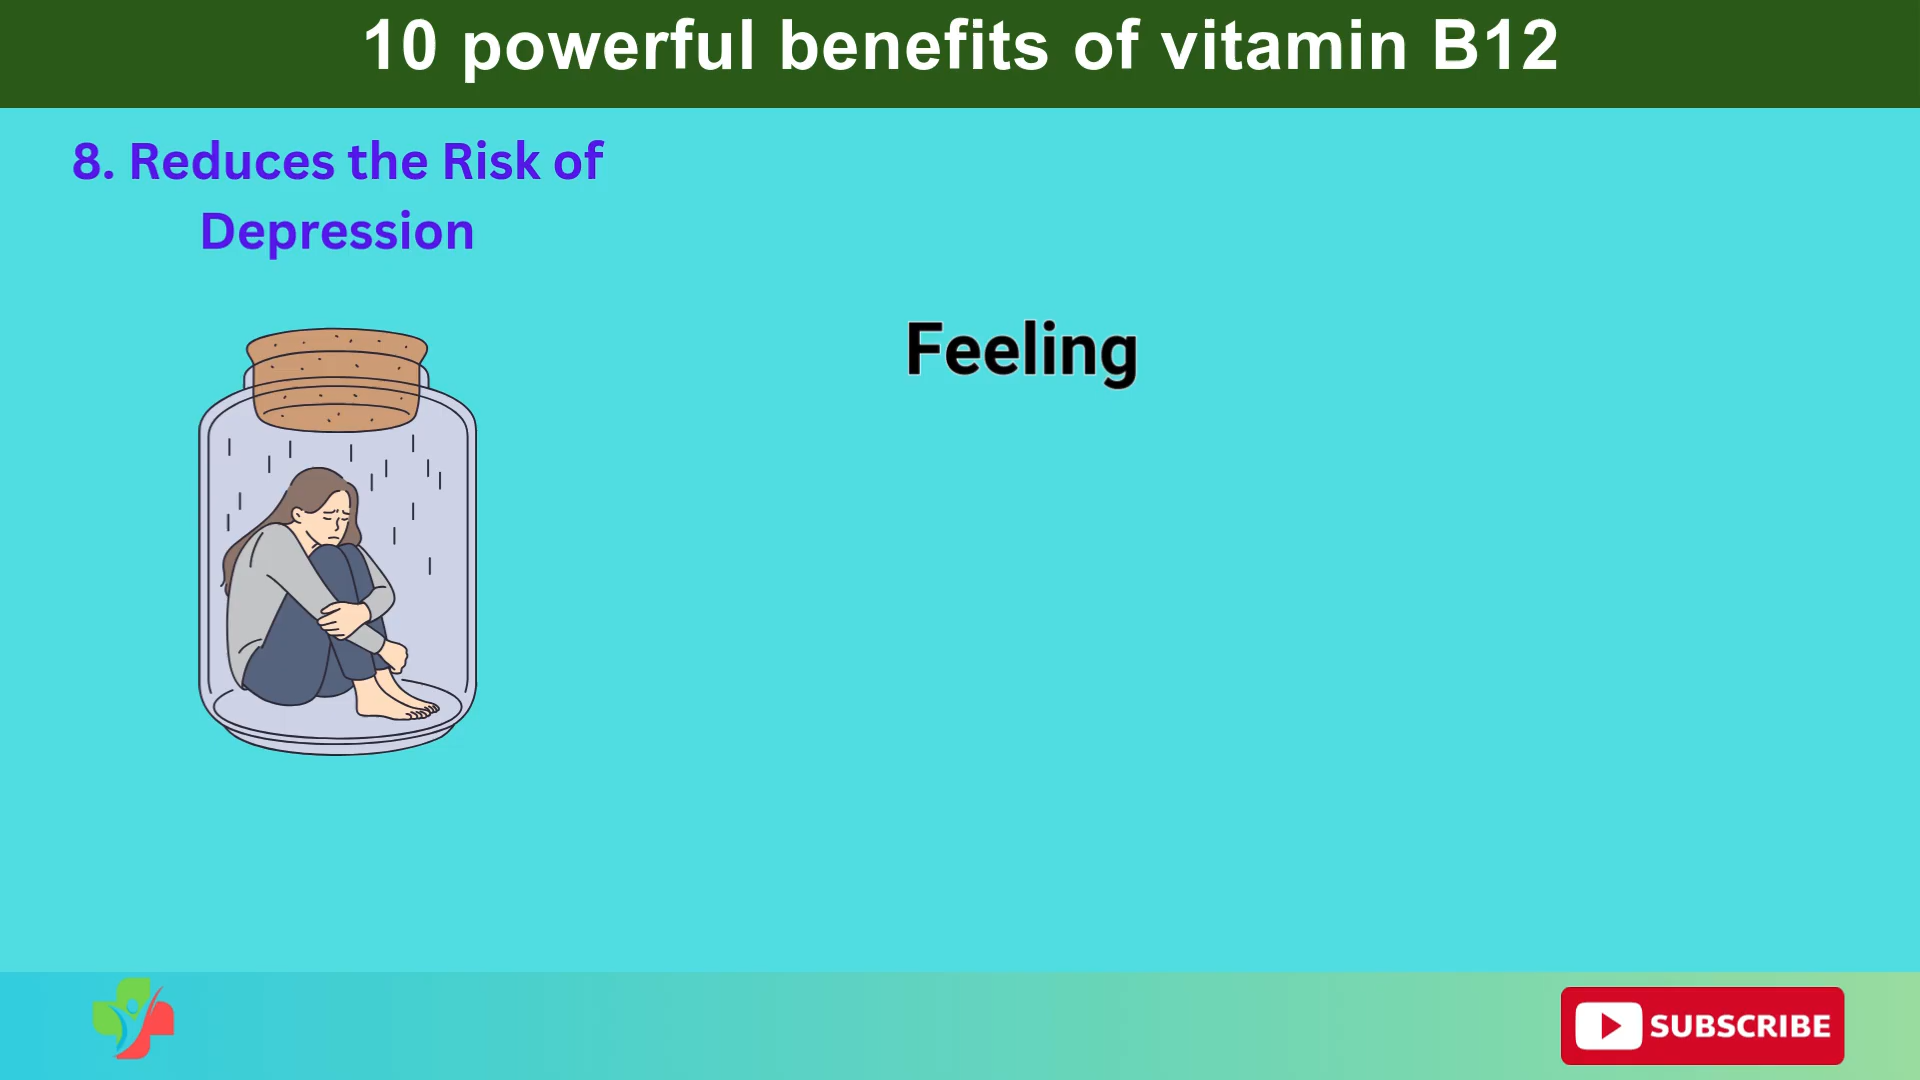 10 powerful benefits of vitamin B12
8. Reduces the Risk of
Depression
Feeling
SUBSCRIBE